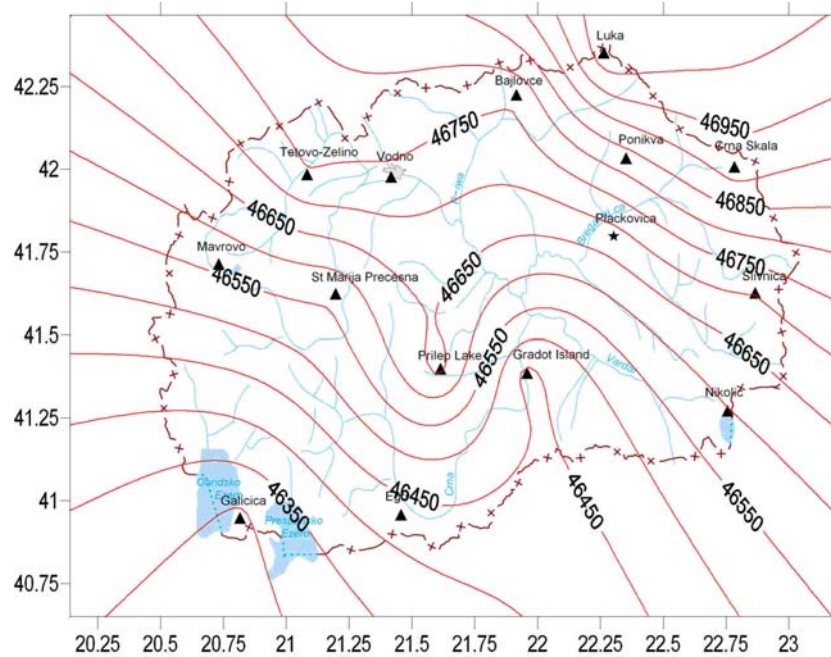 Luka
42.25
Bajlovce
46950
46750
Ponikva
Crna Skala
42
Tetovo-Zelino
Vodno
46850
46650
Plackovica
41.75
Mavrovo
46650
46750
46550
St Marija Precesna
Slivnica
41.5
46550
Prilep Lake
Gradot Island
Vardar
46650
Nikolic
41.25
46450
46450
46550
41
Crna
Galicica
46350
Ezero
40.75
20.25 20.5 20.75 21 21.25 21.5 21.75 22 22.25 22.5 22.75 23